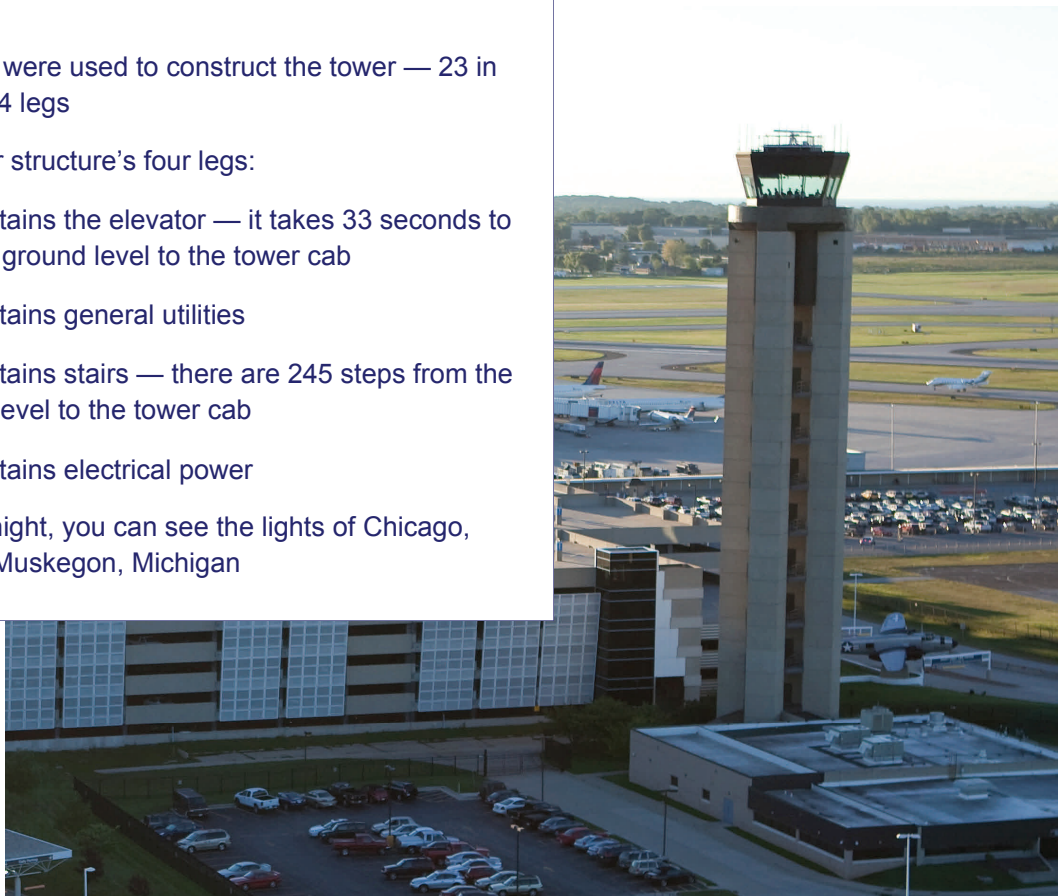 were used to construct the tower — 23 in
4 legs
structure's four legs:
tains the elevator — it takes 33 seconds to
ground level to the tower cab
tains general utilities
tains stairs — there are 245 steps from the
evel to the tower cab
tains electrical power
night, you can see the lights of Chicago,
Muskegon, Michigan